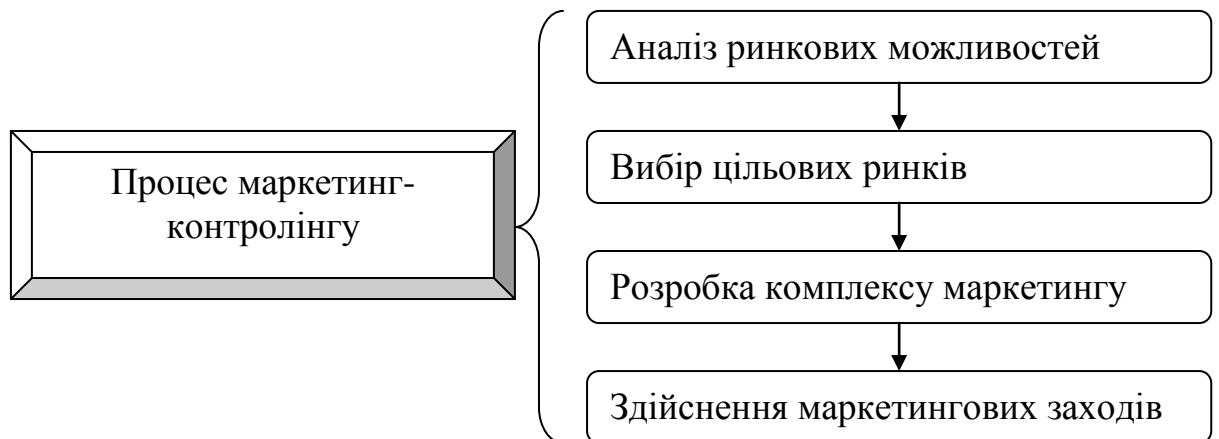 Процес маркетинг-
контролінгу
Аналіз ринкових можливостей
Вибір цільових ринків
Розробка комплексу маркетингу
Здійснення маркетингових заходів